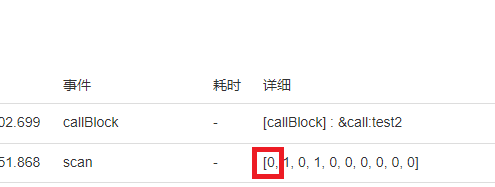 事件 耗时 详细
02.699 callBlock - [callBlock] : &call:test2
51.868 scan - [0, 1, 0, 1, 0, 0, 0, 0, 0, 0]